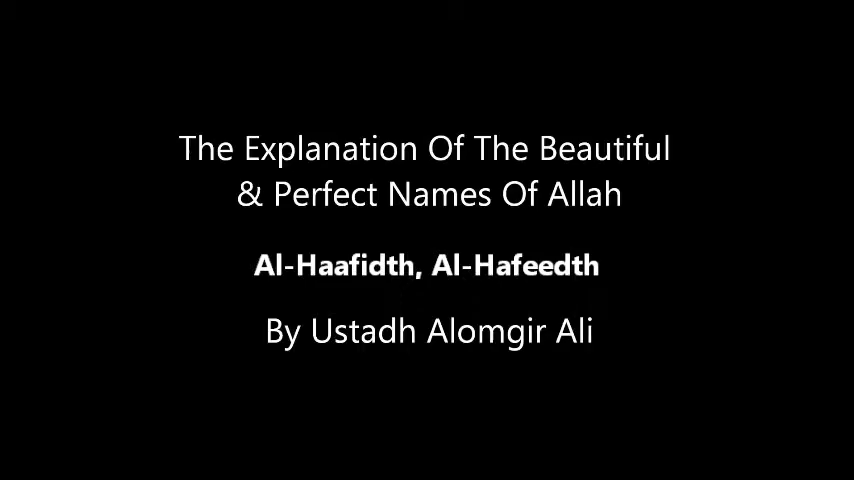 The Explanation Of The Beautiful
& Perfect Names Of Allah
Al-Haafidth, Al-Hafeedth
By Ustadh Alomgir Ali